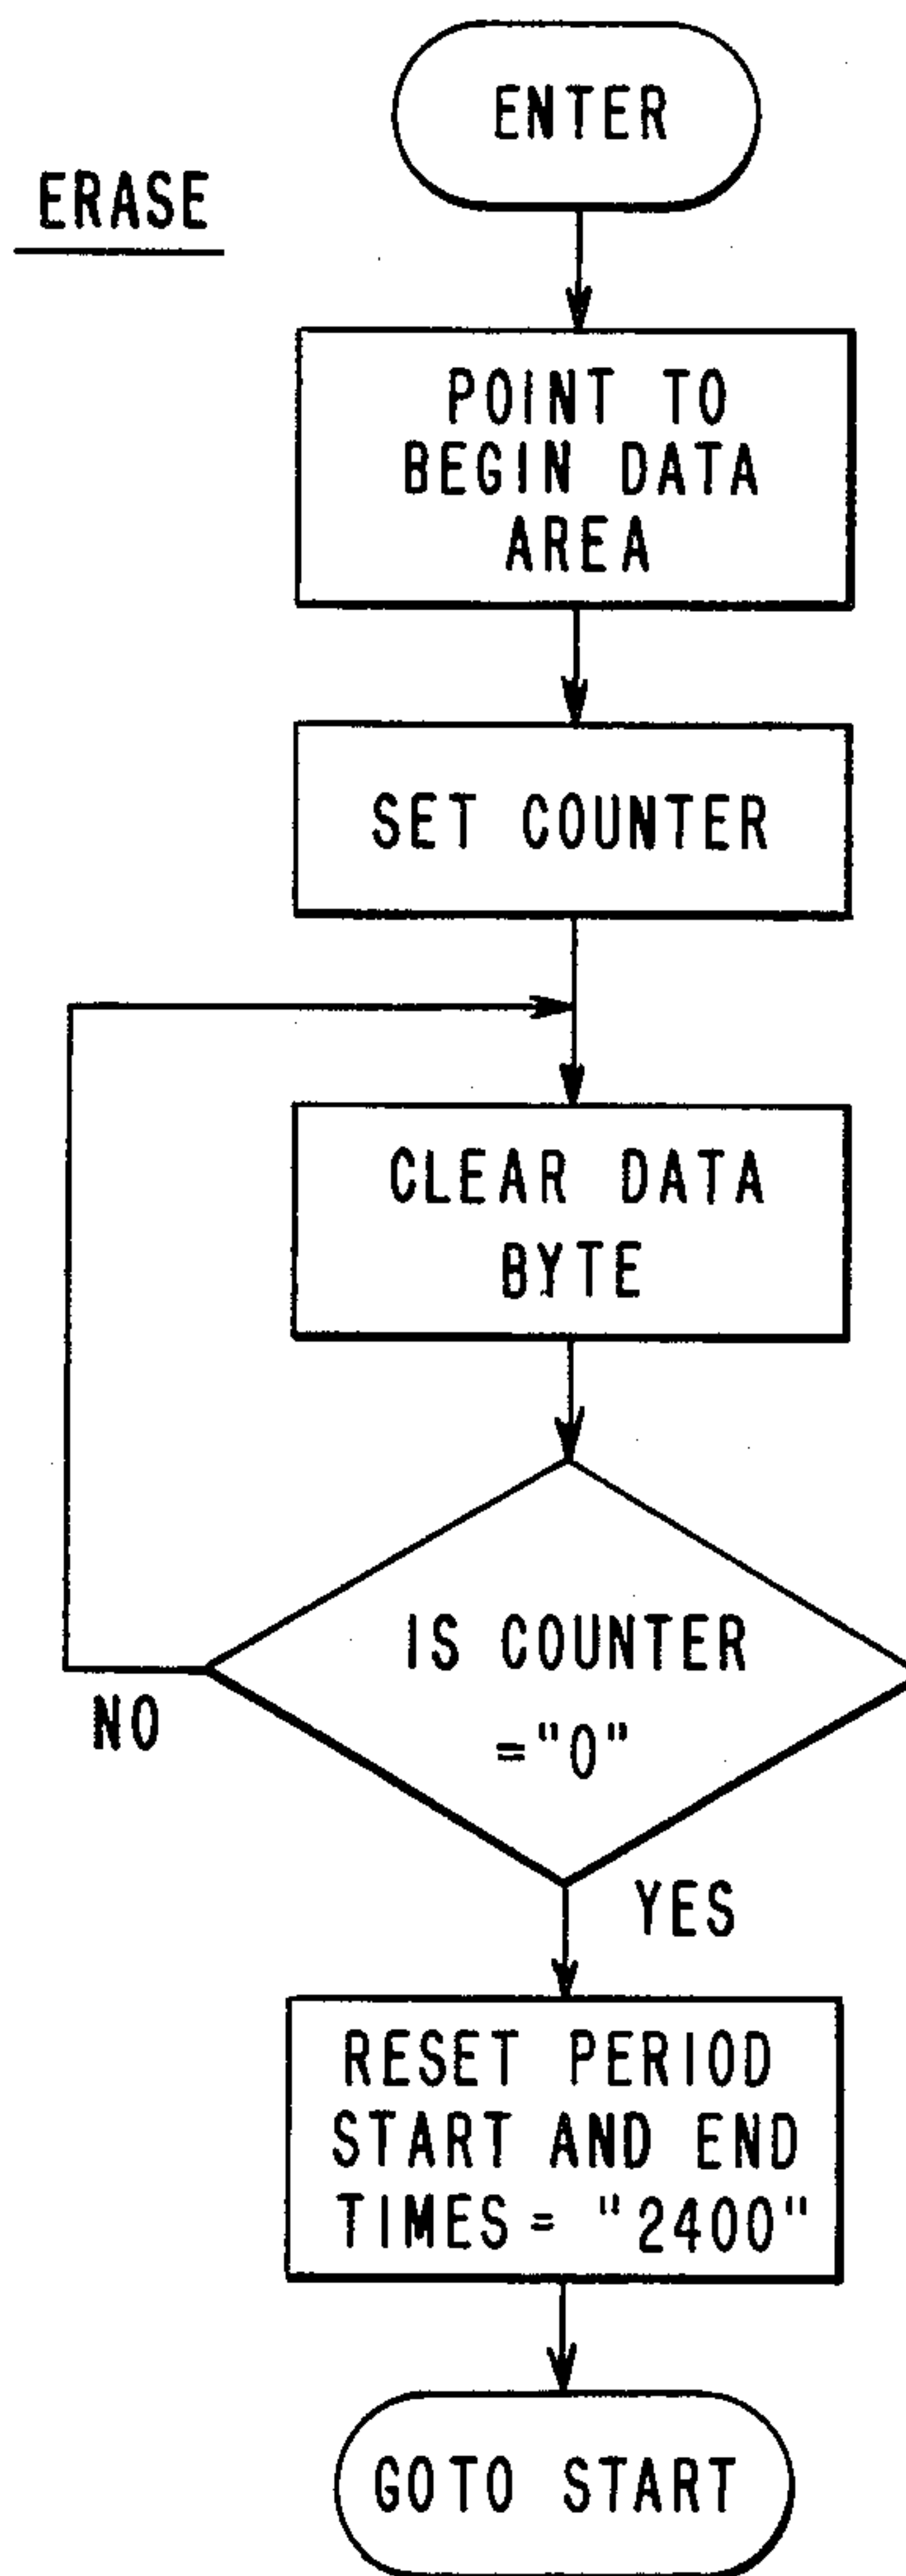 ENTER
ERASE
POINT TO
BEGIN DATA
AREA
SET COUNTER
CLEAR DATA
BYTE
IS COUNTER
="0"
NO
YES
RESET PERIOD
START AND END
TIMES = "2400"
GOTO START